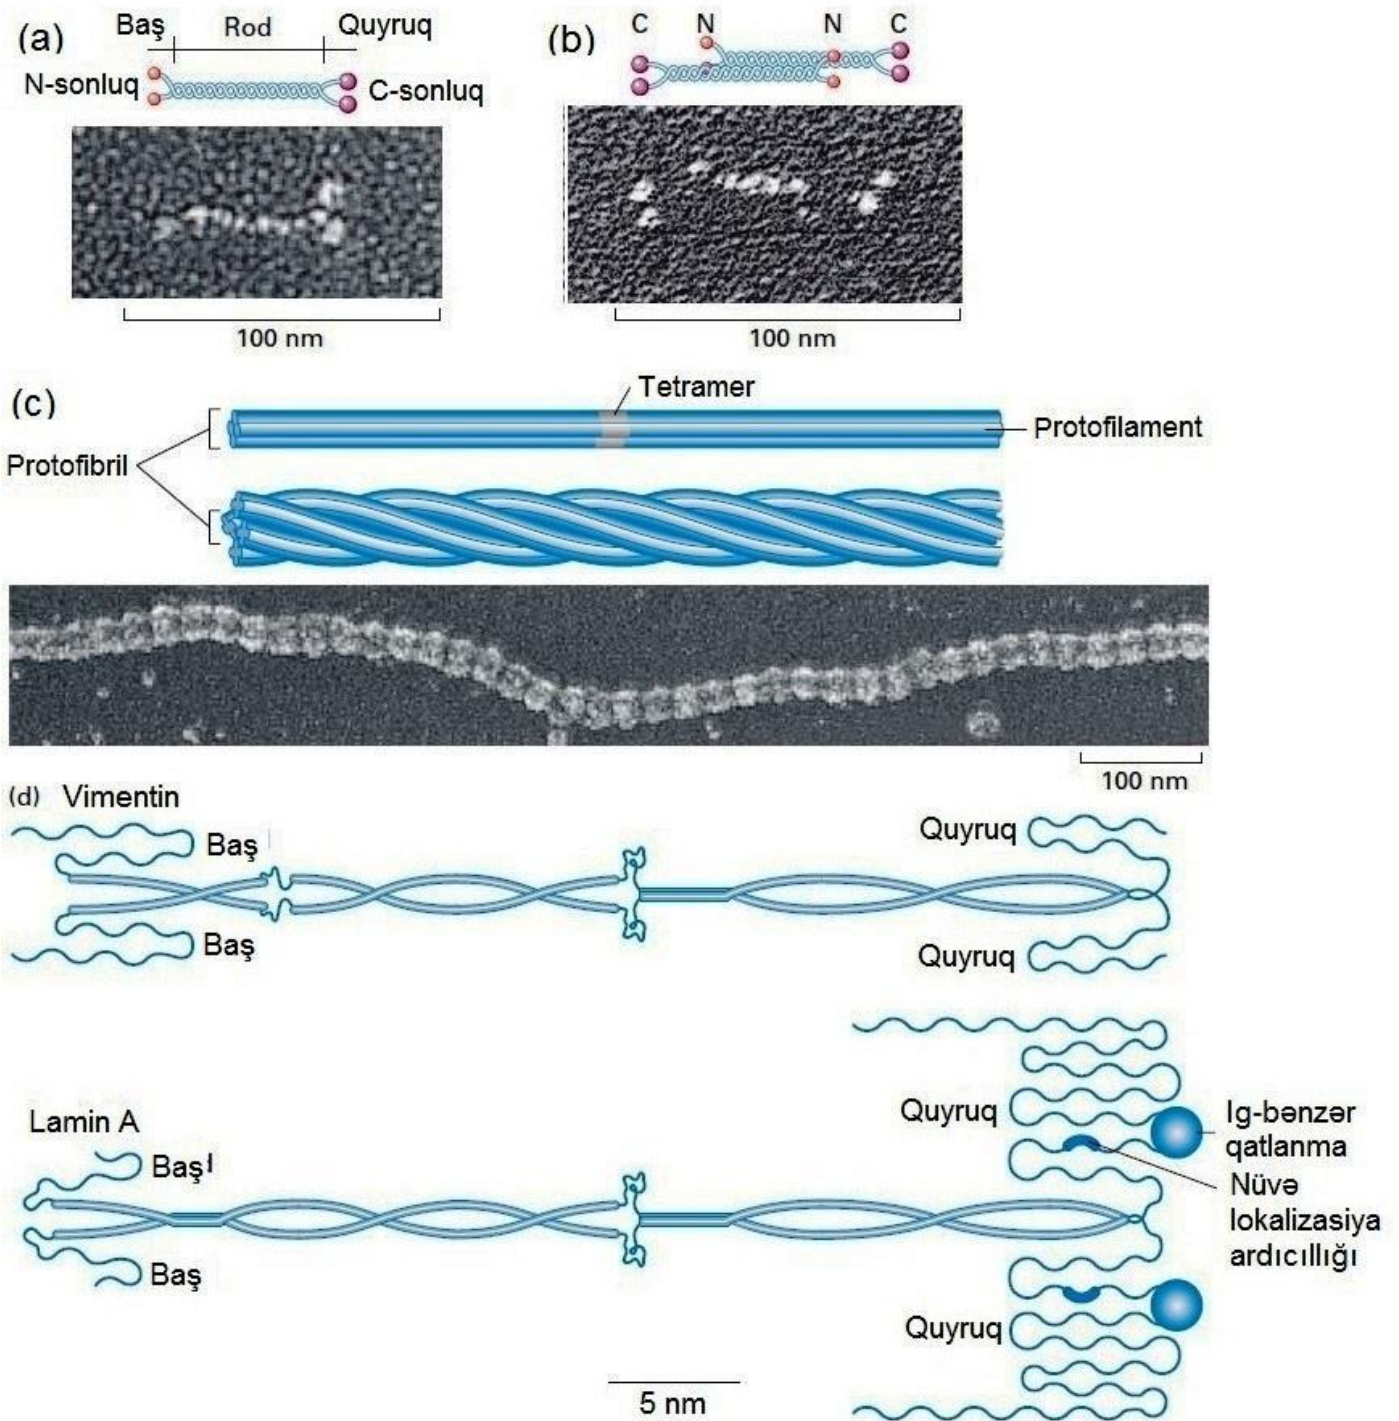 (a)
Baş Rod Quyruq
N-sonluq
C-sonluq
100 nm
(b)
C N N C
100 nm
(c)
Tetramer
Protofilament
Protofibril
100 nm
(d) Vimentin
Baş
Quyruq
Baş
Quyruq
Lamin A
Baş
Quyruq
Ig-bənzər
qatlanma
Nüvə
lokalizasiya
ardıcıllığı
Baş
Quyruq
5 nm